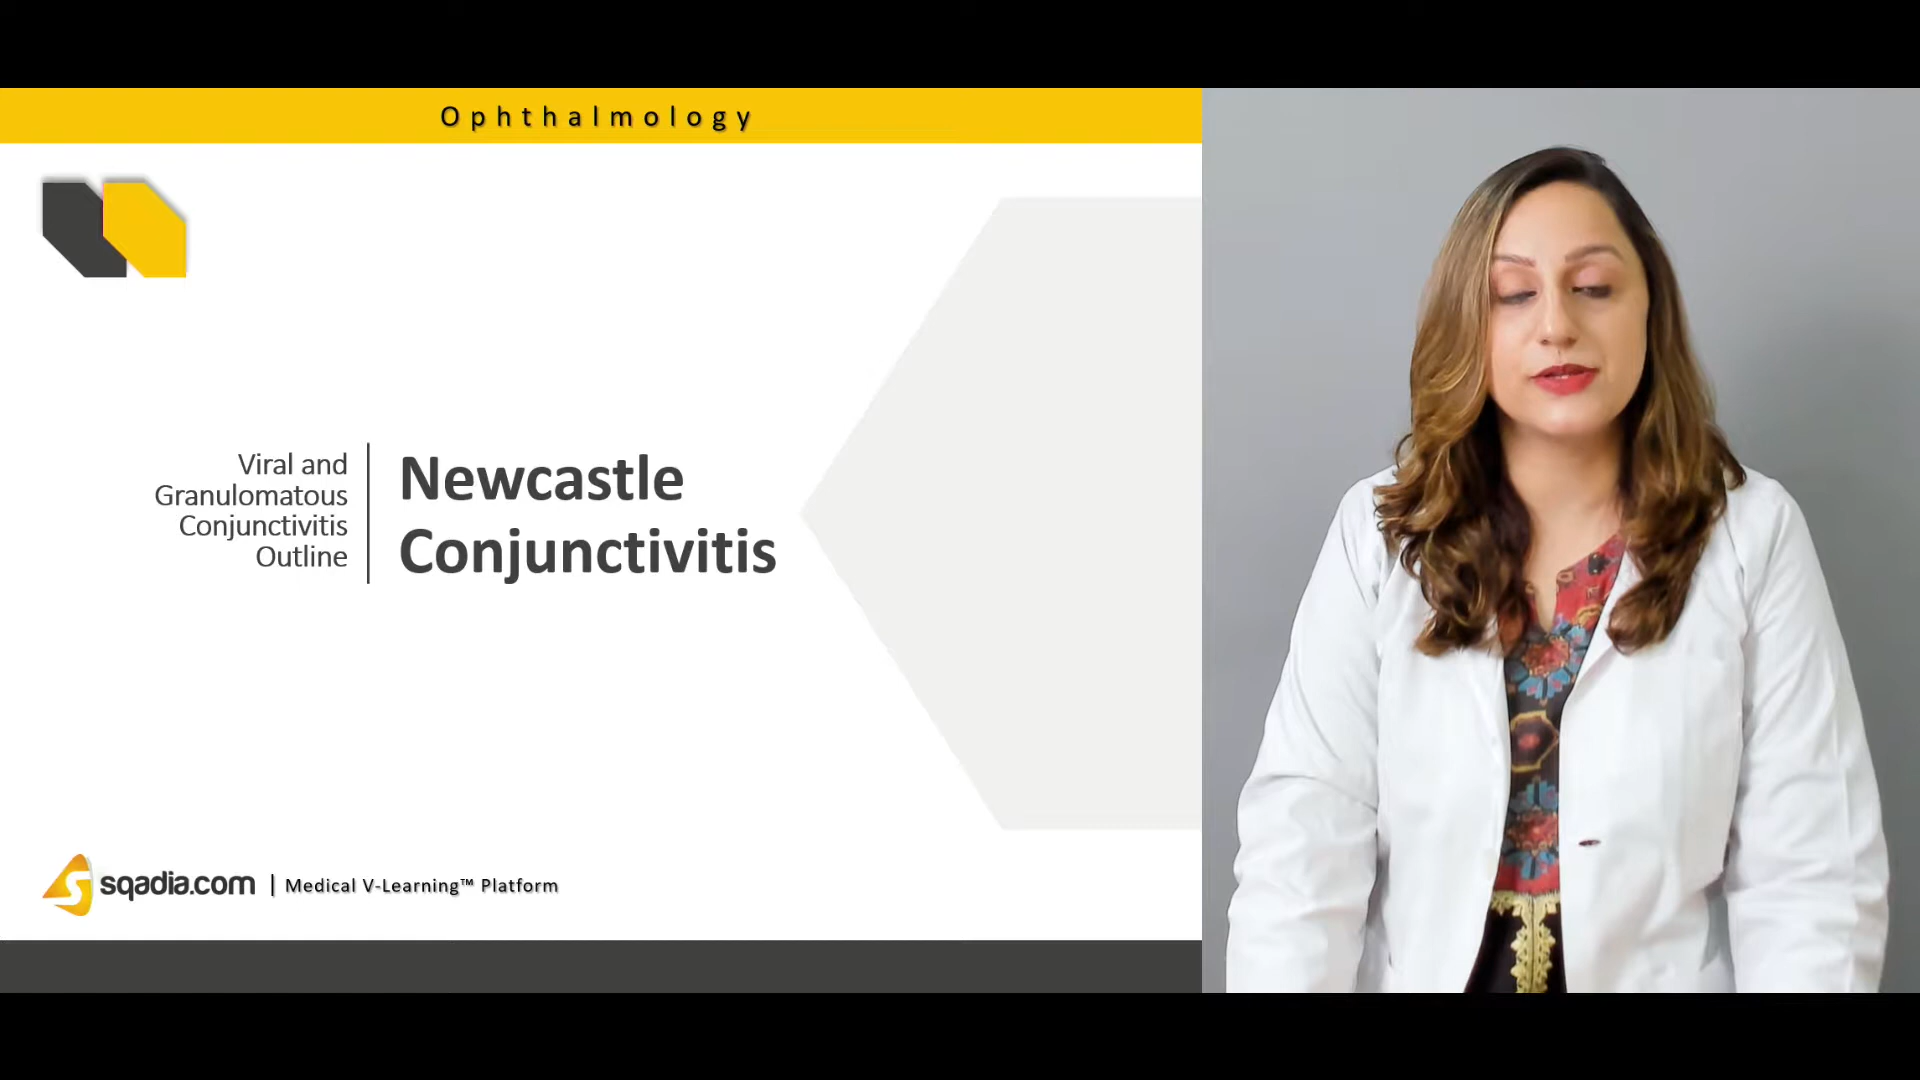 Ophthalmology
Viral and
Granulomatous
Conjunctivitis
Outline
Newcastle
Conjunctivitis
sqadia.com | Medical V-Learning™ Platform